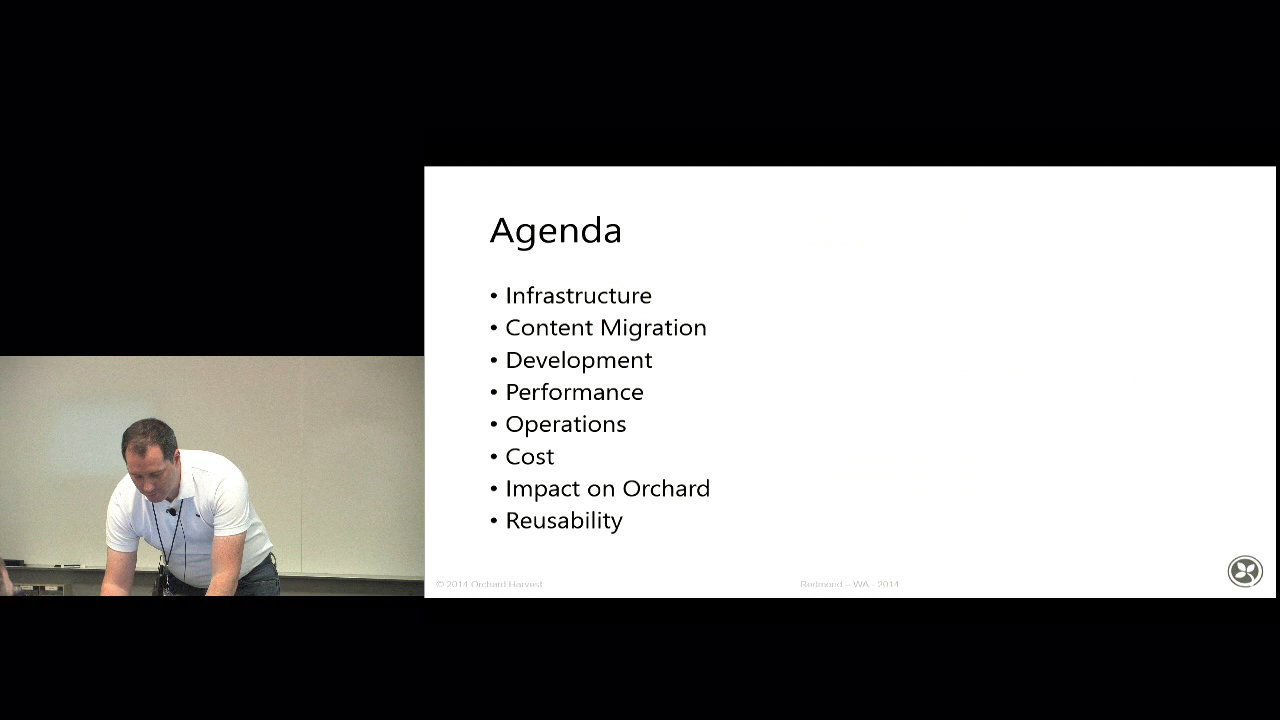 Agenda
• Infrastructure
• Content Migration
• Development
• Performance
• Operations
• Cost
• Impact on Orchard
• Reusability
© 2014 Orchard Harvest
Redmond – WA - 2014